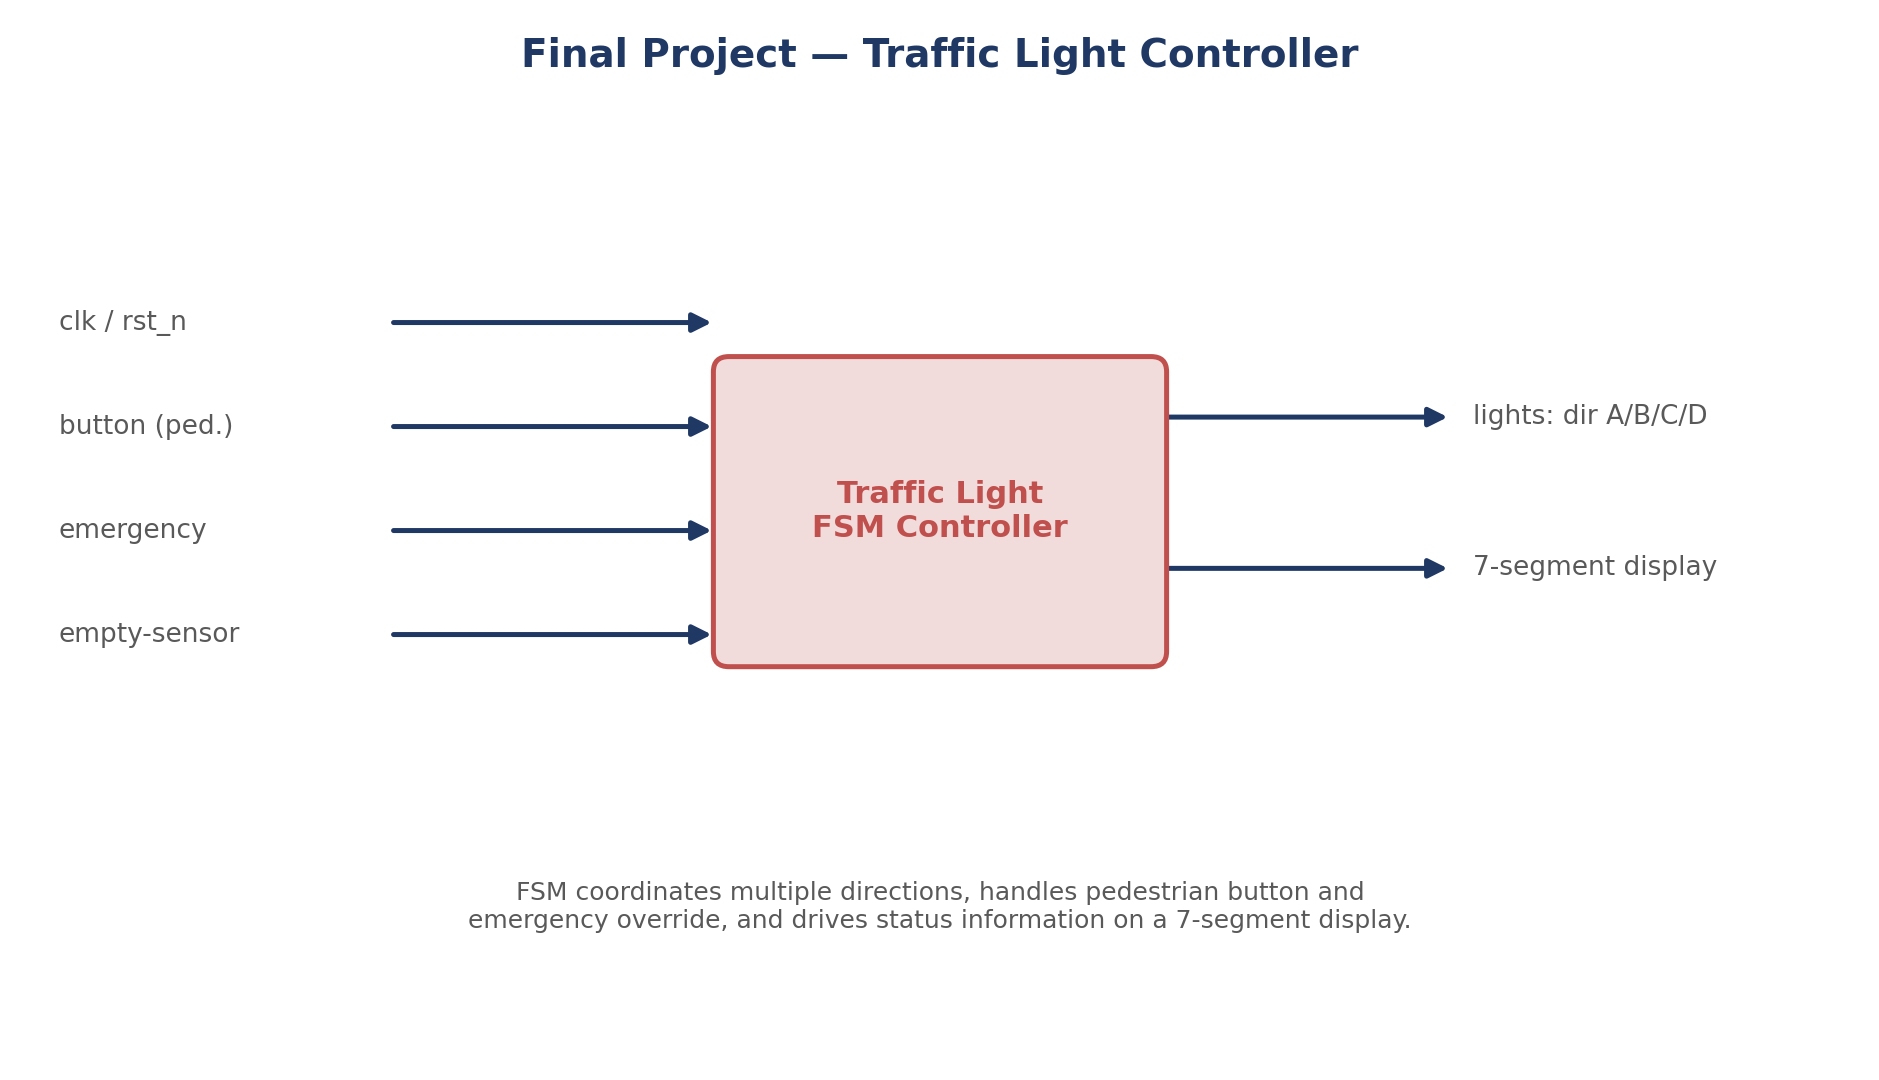 Final Project — Traffic Light Controller
clk / rst_n
button (ped.)
emergency
empty-sensor
Traffic Light
FSM Controller
lights: dir A/B/C/D
7-segment display
FSM coordinates multiple directions, handles pedestrian button and
emergency override, and drives status information on a 7-segment display.